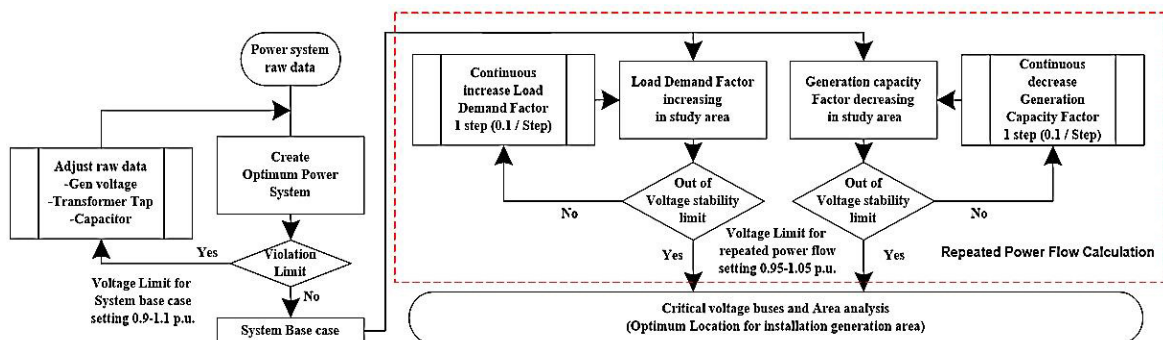 Power system
raw data
Adjust raw data
-Gen voltage
-Transformer Tap
-Capacitor
Create
Optimum Power
System
Yes
Violation
Limit
Voltage Limit for
System base case
setting 0.9-1.1 p.u.
No
System Base case
Continuous
increase Load
Demand Factor
1 step (0.1 / Step)
Load Demand Factor
increasing
in study area
Generation capacity
Factor decreasing
in study area
Continuous
decrease
Generation
Capacity Factor
1 step (0.1 / Step)
No
Out of
Voltage stability
limit
Out of
Voltage stability
limit
No
Yes
Voltage Limit for
repeated power flow
setting 0.95-1.05 p.u.
Yes
Repeated Power Flow Calculation
Critical voltage buses and Area analysis
(Optimum Location for installation generation area)